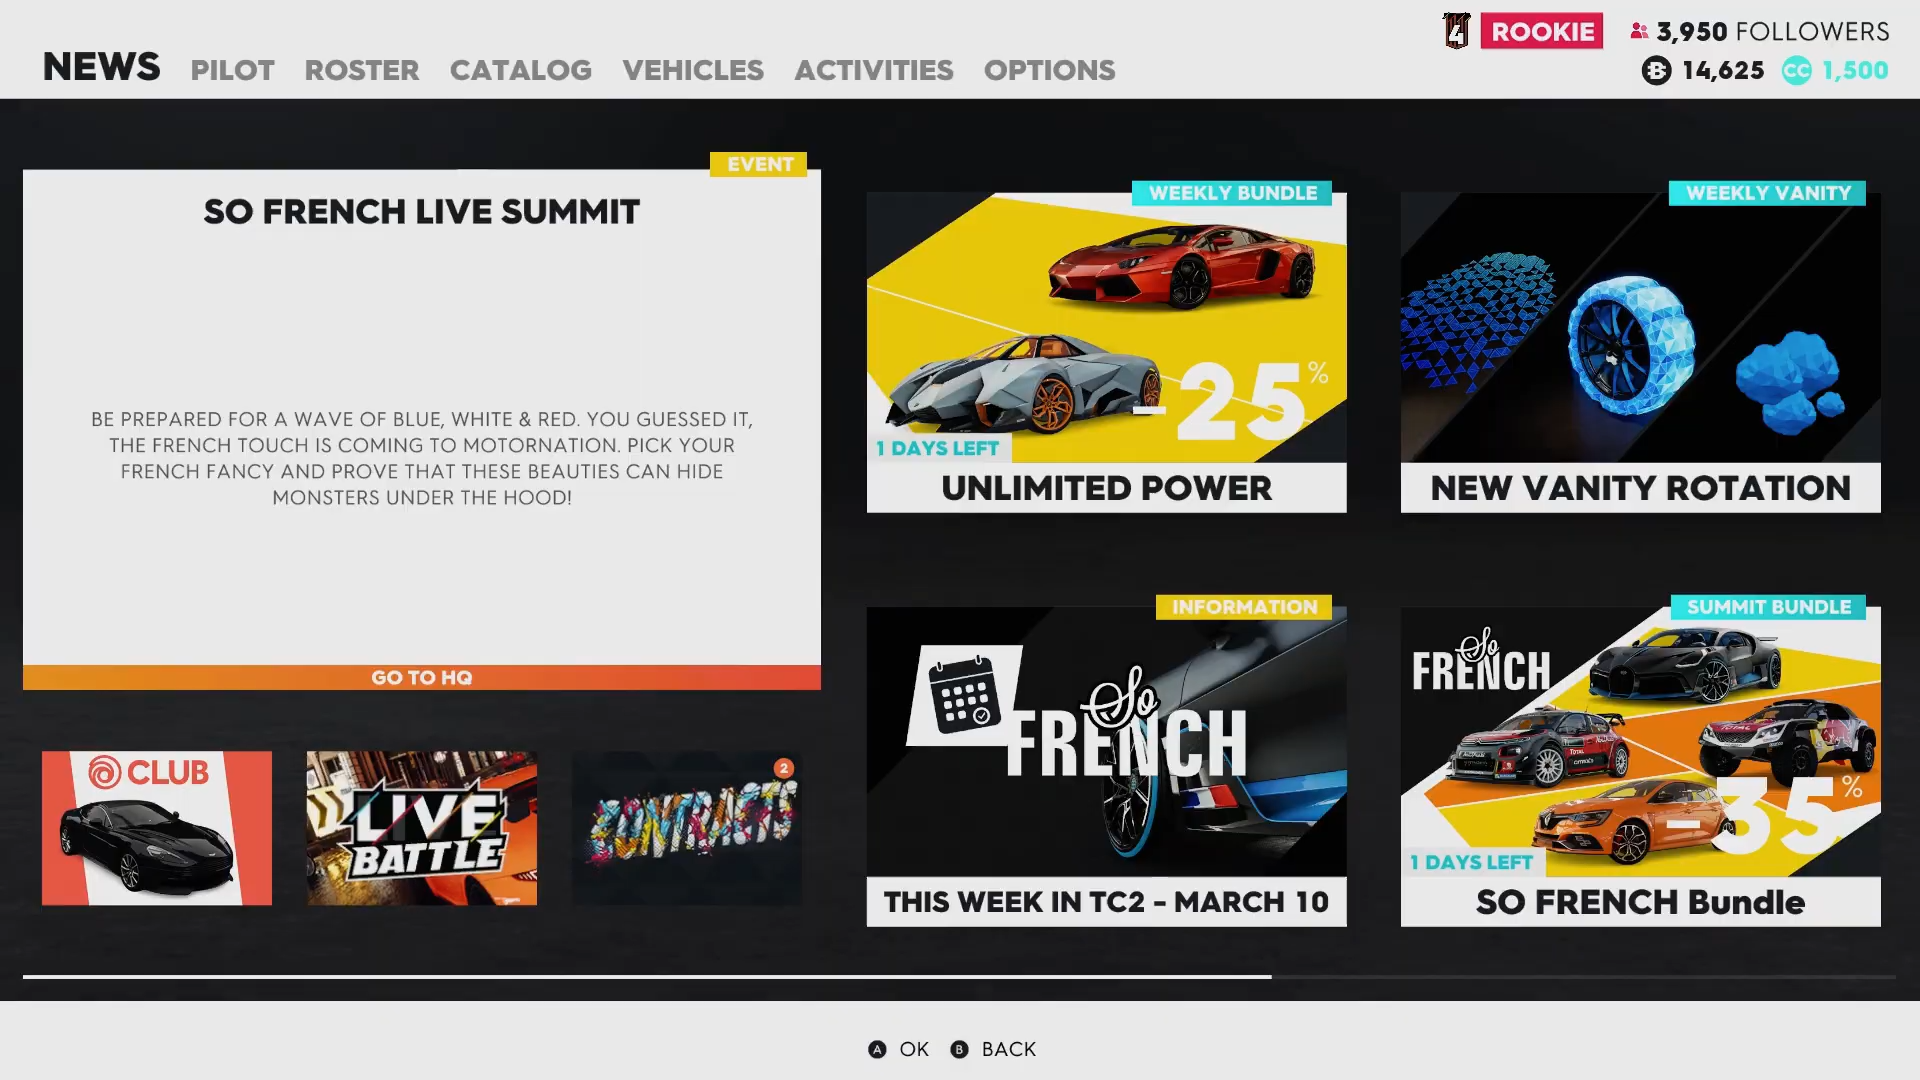 4 ROOKIE 3,950 FOLLOWERS
NEWS PILOT ROSTER CATALOG VEHICLES ACTIVITIES OPTIONS
B 14,625 CC 1,500
EVENT
SO FRENCH LIVE SUMMIT
BE PREPARED FOR A WAVE OF BLUE, WHITE & RED. YOU GUESSED IT,
THE FRENCH TOUCH IS COMING TO MOTORNATION. PICK YOUR
FRENCH FANCY AND PROVE THAT THESE BEAUTIES CAN HIDE
MONSTERS UNDER THE HOOD!
GO TO HQ
WEEKLY BUNDLE
-25%
1 DAYS LEFT
UNLIMITED POWER
WEEKLY VANITY
NEW VANITY ROTATION
CLUB
LIVE
BATTLE
2
CONTRACTS
INFORMATION
So
FRENCH
THIS WEEK IN TC2 - MARCH 10
SUMMIT BUNDLE
So
FRENCH
TOTAL
CITROËN
-35%
1 DAYS LEFT
SO FRENCH Bundle
A OK B BACK